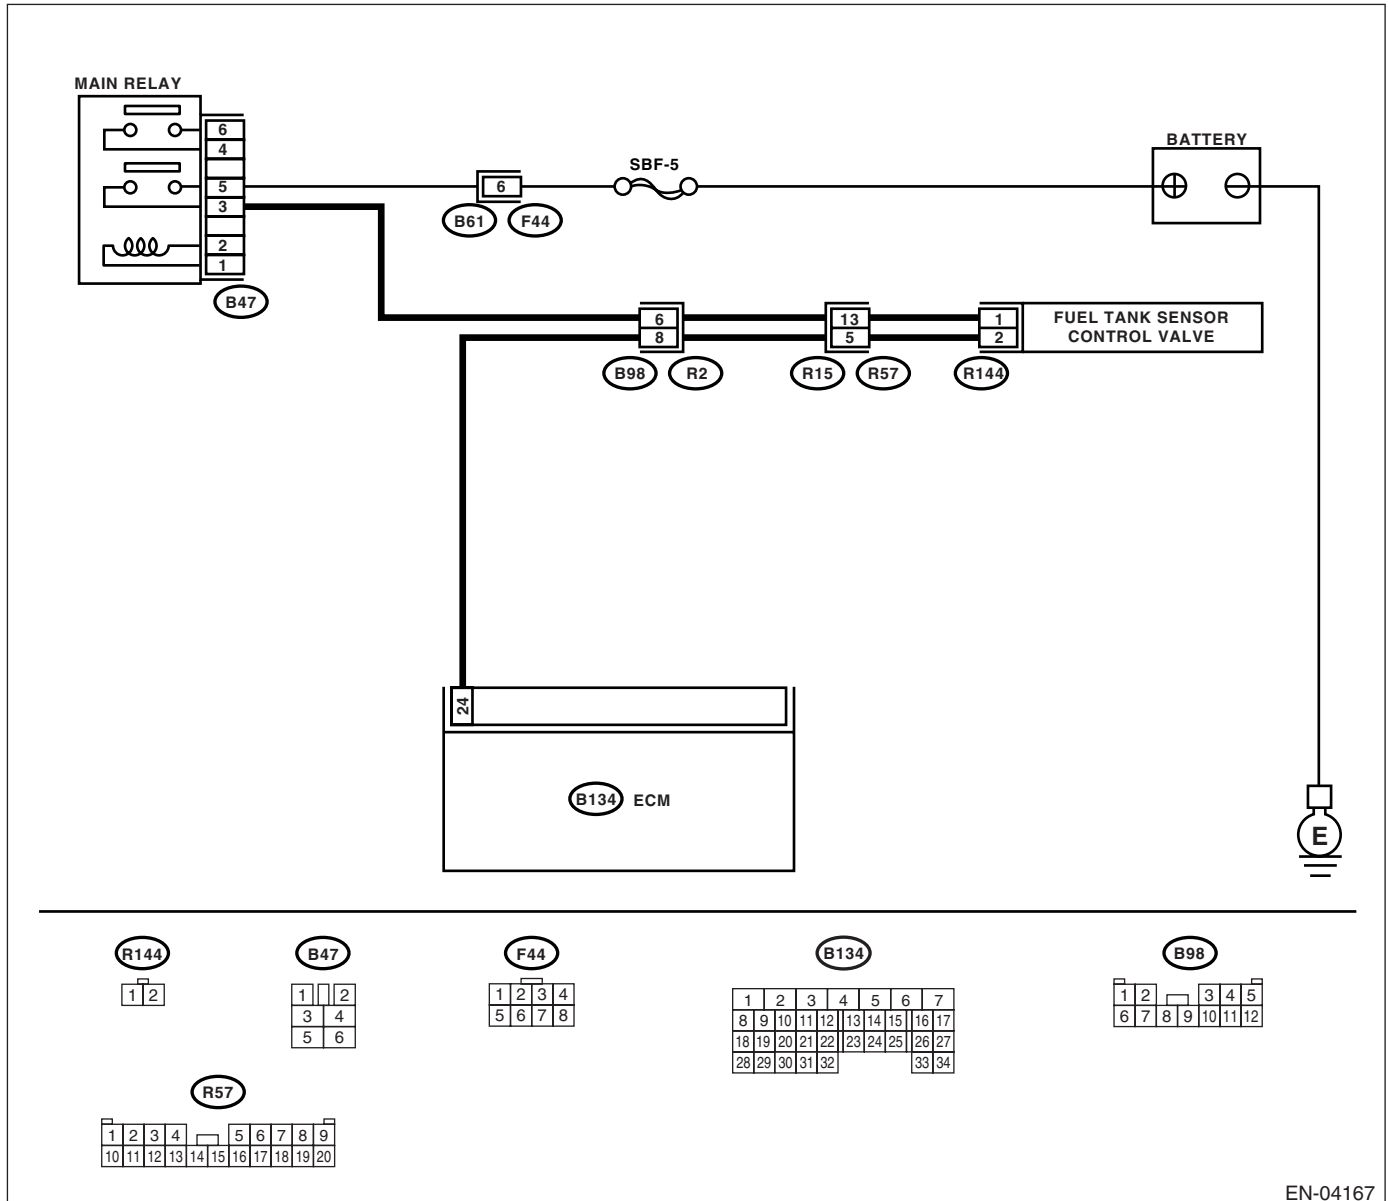 MAIN RELAY
6
4
5
3
2
1
B47
6
B61 F44
SBF-5
BATTERY
6
8
B98 R2
13
5
R15 R57
1
2
R144
FUEL TANK SENSOR
CONTROL VALVE
24
B134 ECM
E
R144
1 2
B47
1 2
3 4
5 6
F44
1 2 3 4
5 6 7 8
B134
1 2 3 4 5 6 7
8 9 10 11 12 13 14 15 16 17
18 19 20 21 22 23 24 25 26 27
28 29 30 31 32 33 34
B98
1 2 3 4 5
6 7 8 9 10 11 12
R57
1 2 3 4 5 6 7 8 9
10 11 12 13 14 15 16 17 18 19 20
EN-04167